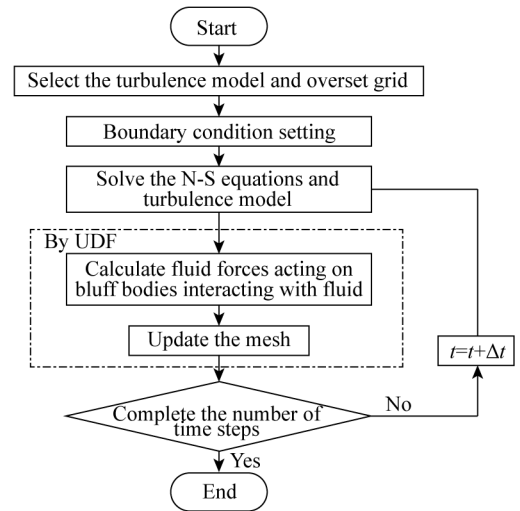 Start
Select the turbulence model and overset grid
Boundary condition setting
Solve the N-S equations and
turbulence model
By UDF
Calculate fluid forces acting on
bluff bodies interacting with fluid
Update the mesh
t=t+Δt
Complete the number of
time steps
No
Yes
End